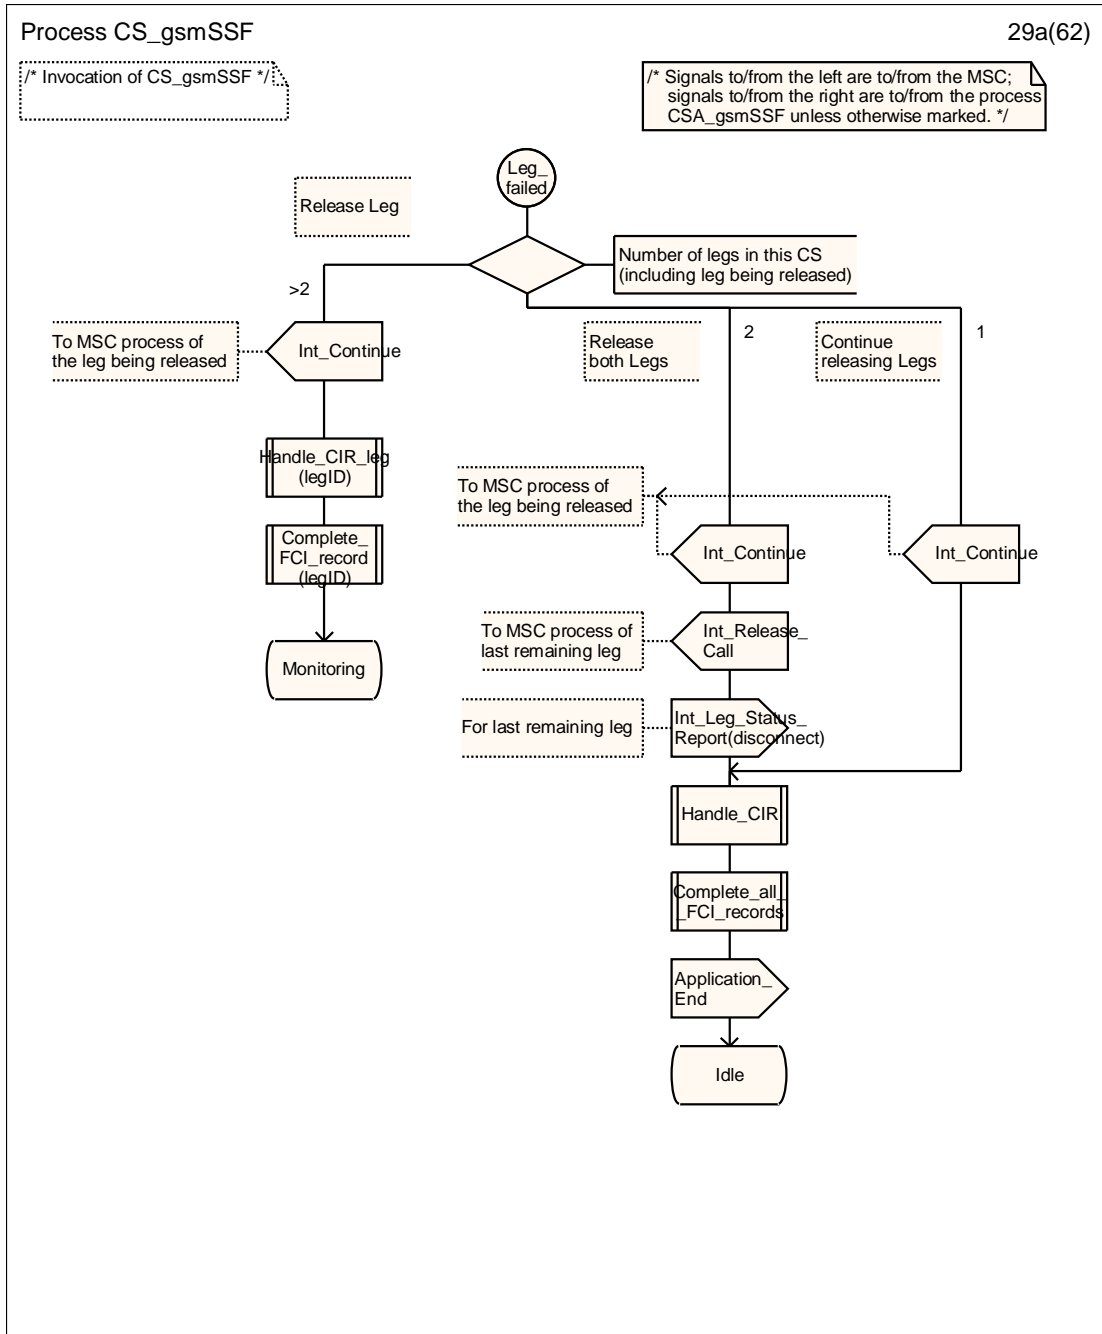 Process CS_gsmSSF
29a(62)
/* Invocation of CS_gsmSSF */
/* Signals to/from the left are to/from the MSC;
signals to/from the right are to/from the process
CSA_gsmSSF unless otherwise marked. */
Leg_
failed
Release Leg
Number of legs in this CS
(including leg being released)
>2
2
1
To MSC process of
the leg being released
Int_Continue
Release
both Legs
Continue
releasing Legs
Handle_CIR_leg
(legID)
To MSC process of
the leg being released
Complete_
FCI_record
(legID)
Int_Continue
Int_Continue
To MSC process of
last remaining leg
Int_Release_
Call
Monitoring
For last remaining leg
Int_Leg_Status_
Report(disconnect)
Handle_CIR
Complete_all_
_FCI_records
Application_
End
Idle